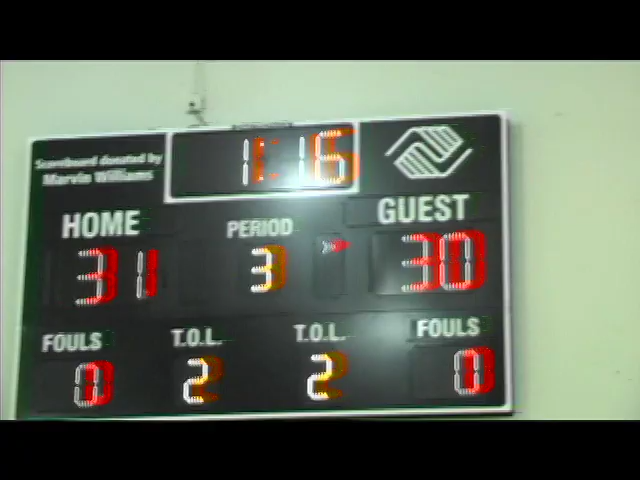 Scoreboard donated by
Marvin Williams
1:16
HOME PERIOD GUEST
31 3 30
FOULS T.O.L. T.O.L. FOULS
0 2 2 0